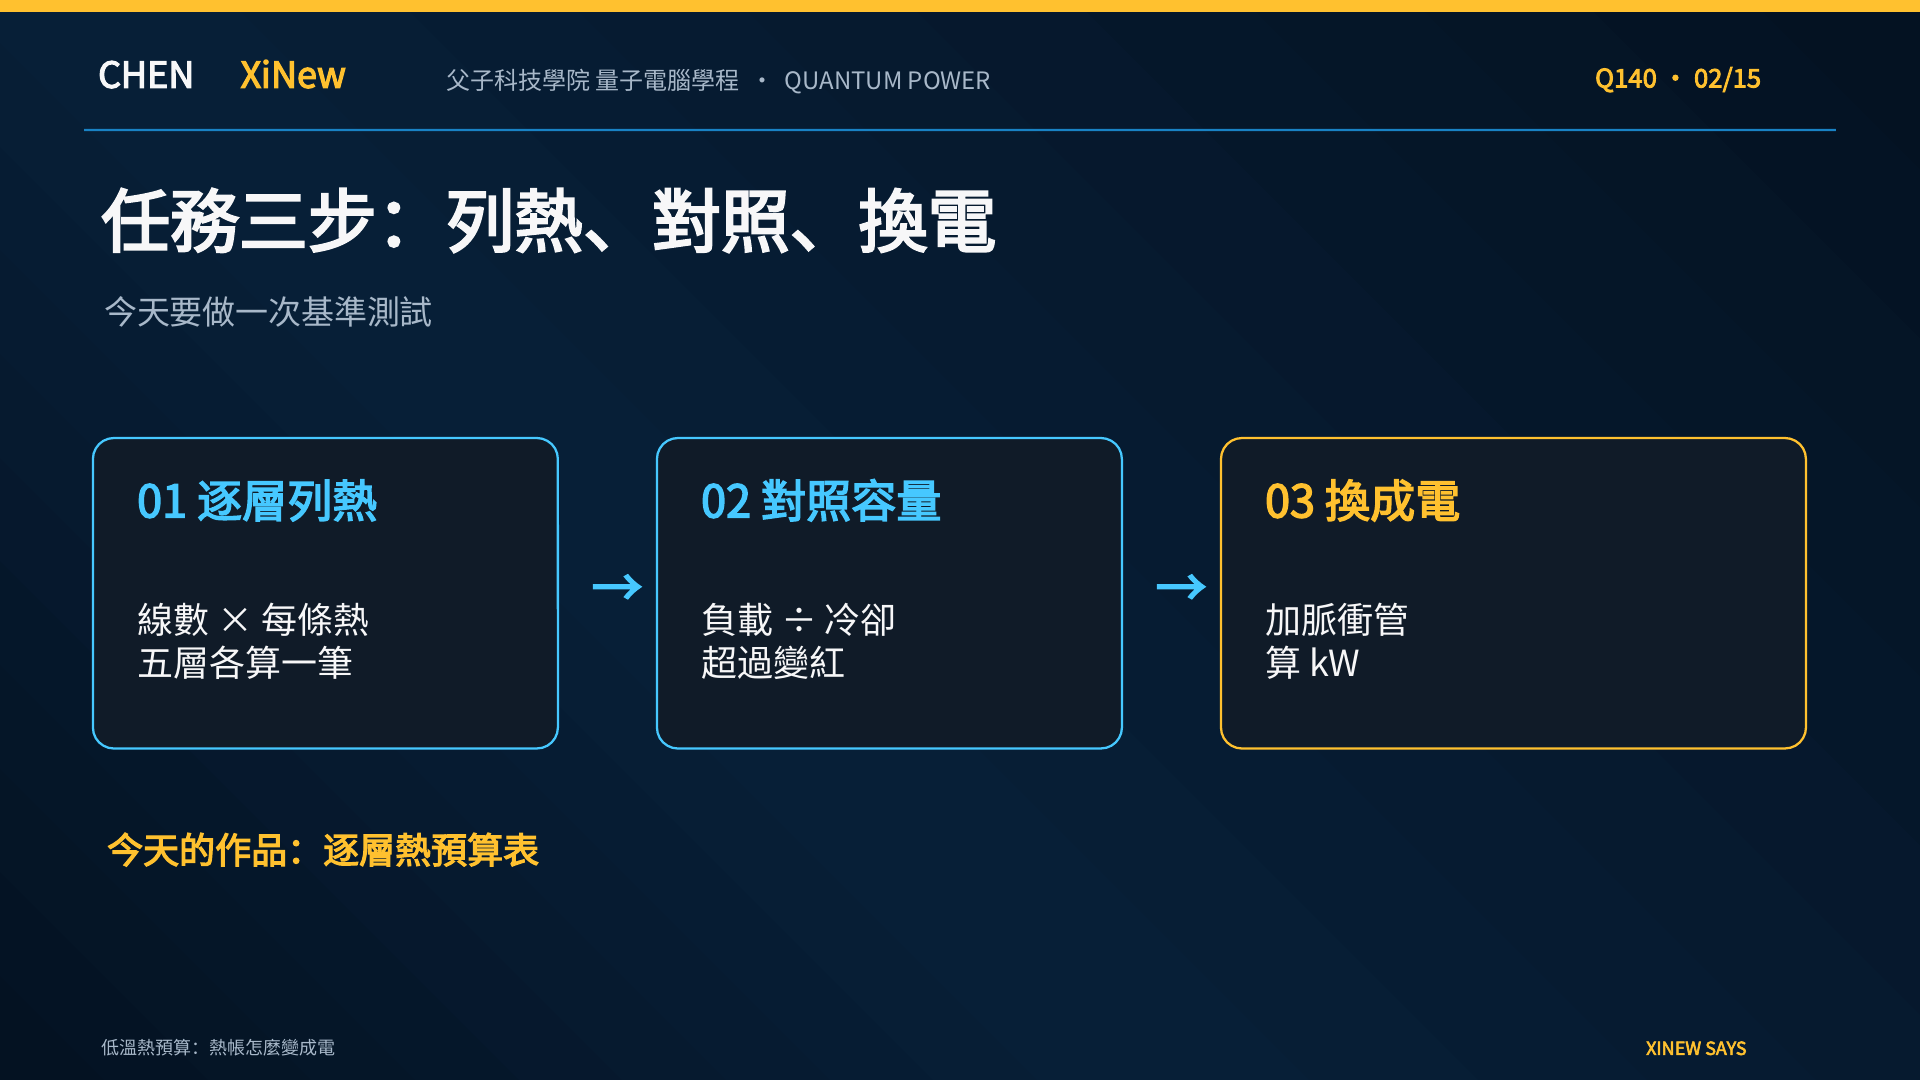 CHEN XiNew 父子科技學院 量子電腦學程 · QUANTUM POWER Q140 · 02/15
任務三步：列熱、對照、換電
今天要做一次基準測試
01 逐層列熱
線數 × 每條熱
五層各算一筆
→
02 對照容量
負載 ÷ 冷卻
超過變紅
→
03 換成電
加脈衝管
算 kW
今天的作品：逐層熱預算表
低溫熱預算：熱帳怎麼變成電
XINEW SAYS